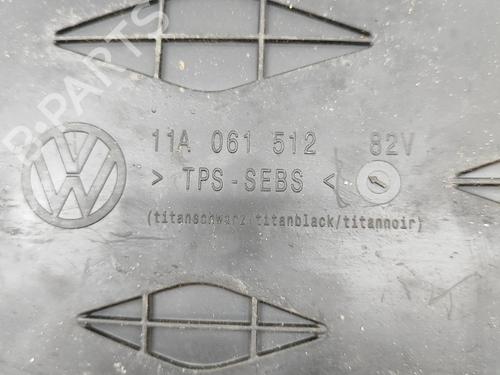 B-PARTS
11A 061 512 82V
> TPS-SEBS <
(titanschwarz/titanblack/titannoir)